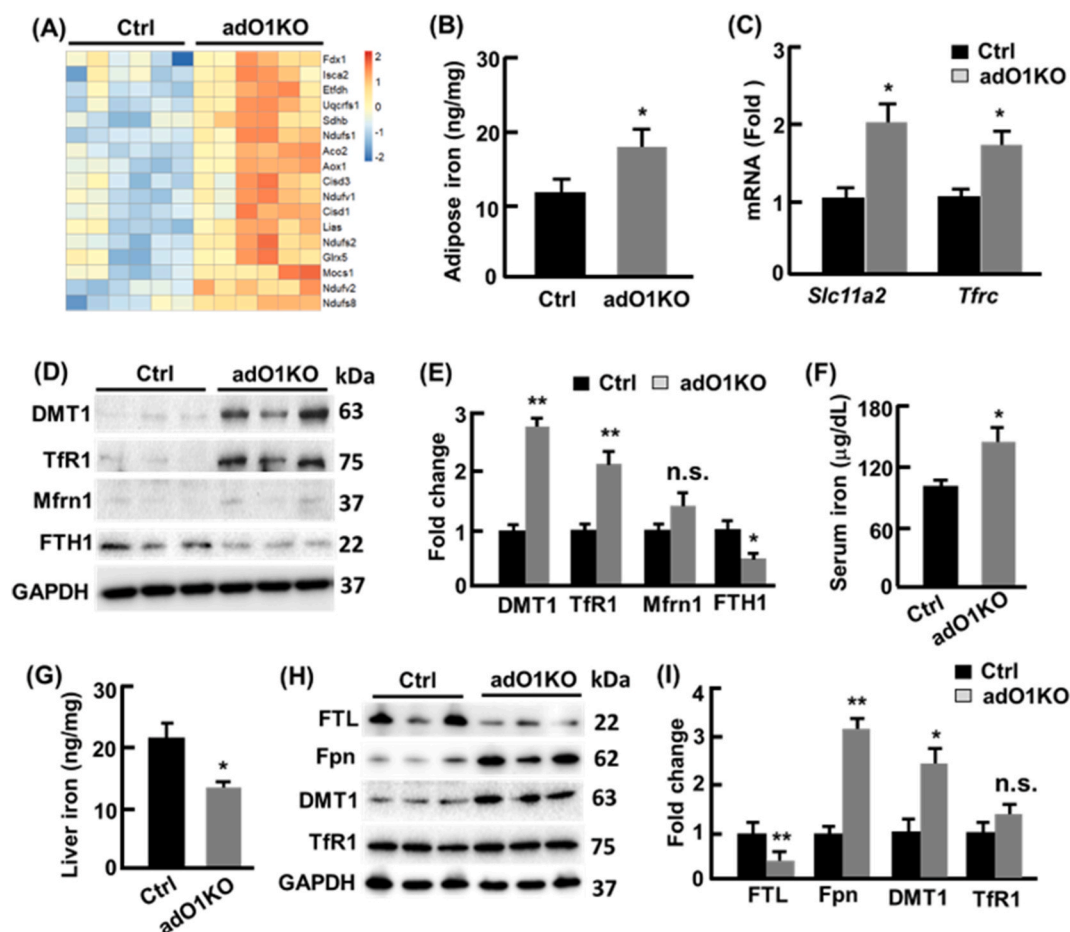 (A)
Ctrl
adO1KO
Fdx1
Isca2
Etfdh
Uqcrfs1
Sdhb
Ndufs1
Aco2
Aox1
Cisd3
Ndufv1
Cisd1
Lias
Ndufs2
Glrx5
Mocs1
Ndufv2
Ndufs8
2
1
0
-1
-2
(B)
Adipose iron (ng/mg)
30
20
10
0
*
Ctrl
adO1KO
(C)
Ctrl
adO1KO
mRNA (Fold)
3
2
1
0
*
*
Slc11a2
Tfrc
(D)
Ctrl
adO1KO
kDa
DMT1
63
TfR1
75
Mfrn1
37
FTH1
22
GAPDH
37
(E)
Ctrl
adO1KO
Fold change
3
2
1
0
**
**
n.s.
*
DMT1
TfR1
Mfrn1
FTH1
(F)
Serum iron (µg/dL)
180
120
60
0
*
Ctrl
adO1KO
(G)
Liver iron (ng/mg)
30
20
10
0
*
Ctrl
adO1KO
(H)
Ctrl
adO1KO
kDa
FTL
22
Fpn
62
DMT1
63
TfR1
75
GAPDH
37
(I)
Ctrl
adO1KO
Fold change
4
3
2
1
0
**
**
*
n.s.
FTL
Fpn
DMT1
TfR1